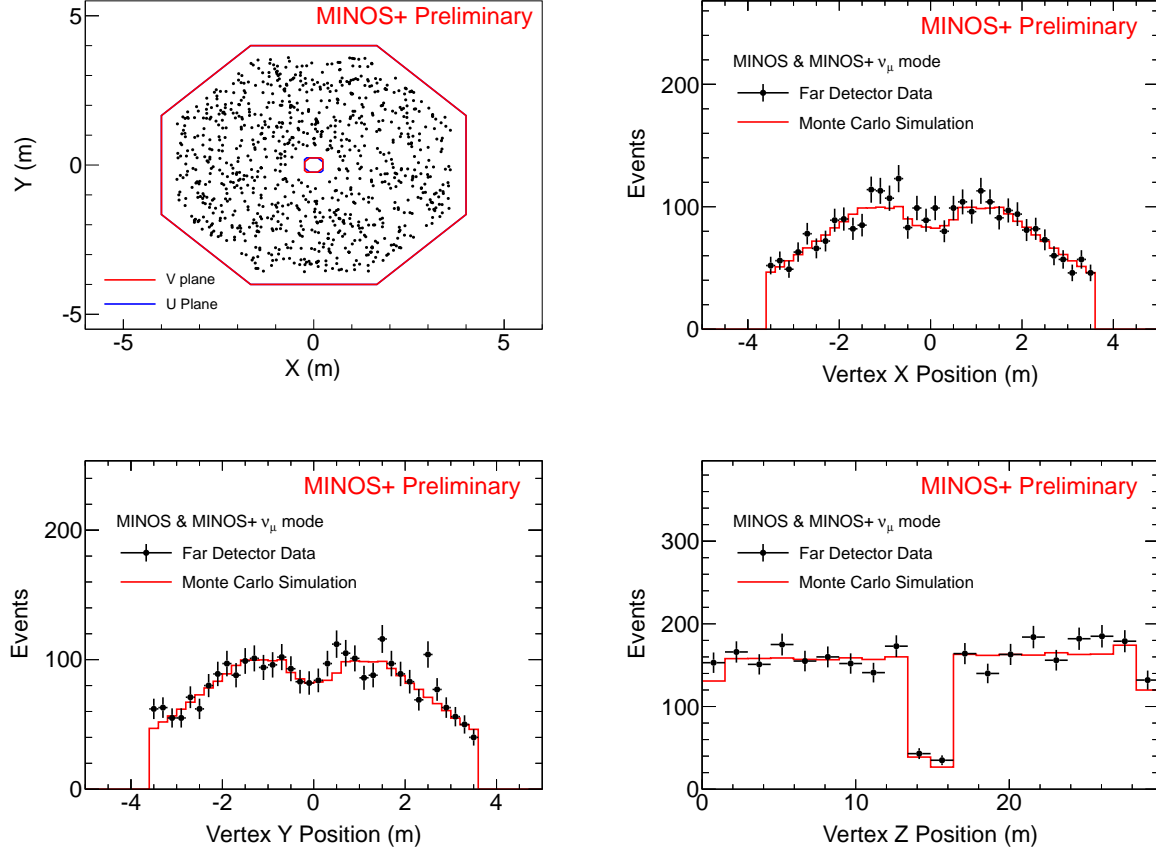 MINOS+ Preliminary
5
0
-5
Y (m)
V plane
U Plane
-5 0 5
X (m)
MINOS+ Preliminary
MINOS & MINOS+ νμ mode
Far Detector Data
Monte Carlo Simulation
200
100
0
Events
-4 -2 0 2 4
Vertex X Position (m)
MINOS+ Preliminary
MINOS & MINOS+ νμ mode
Far Detector Data
Monte Carlo Simulation
200
100
0
Events
-4 -2 0 2 4
Vertex Y Position (m)
MINOS+ Preliminary
MINOS & MINOS+ νμ mode
Far Detector Data
Monte Carlo Simulation
300
200
100
0
Events
0 10 20
Vertex Z Position (m)